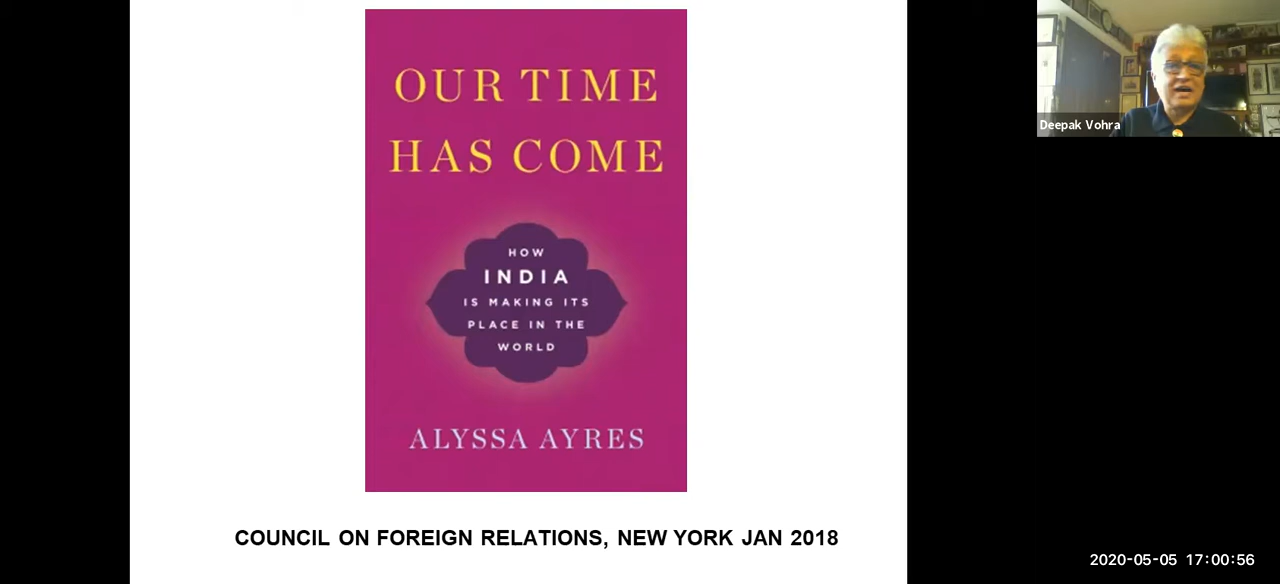 OUR TIME
HAS COME
HOW
INDIA
IS MAKING ITS
PLACE IN THE
WORLD
ALYSSA AYRES
COUNCIL ON FOREIGN RELATIONS, NEW YORK JAN 2018
Deepak Vohra
2020-05-05 17:00:56